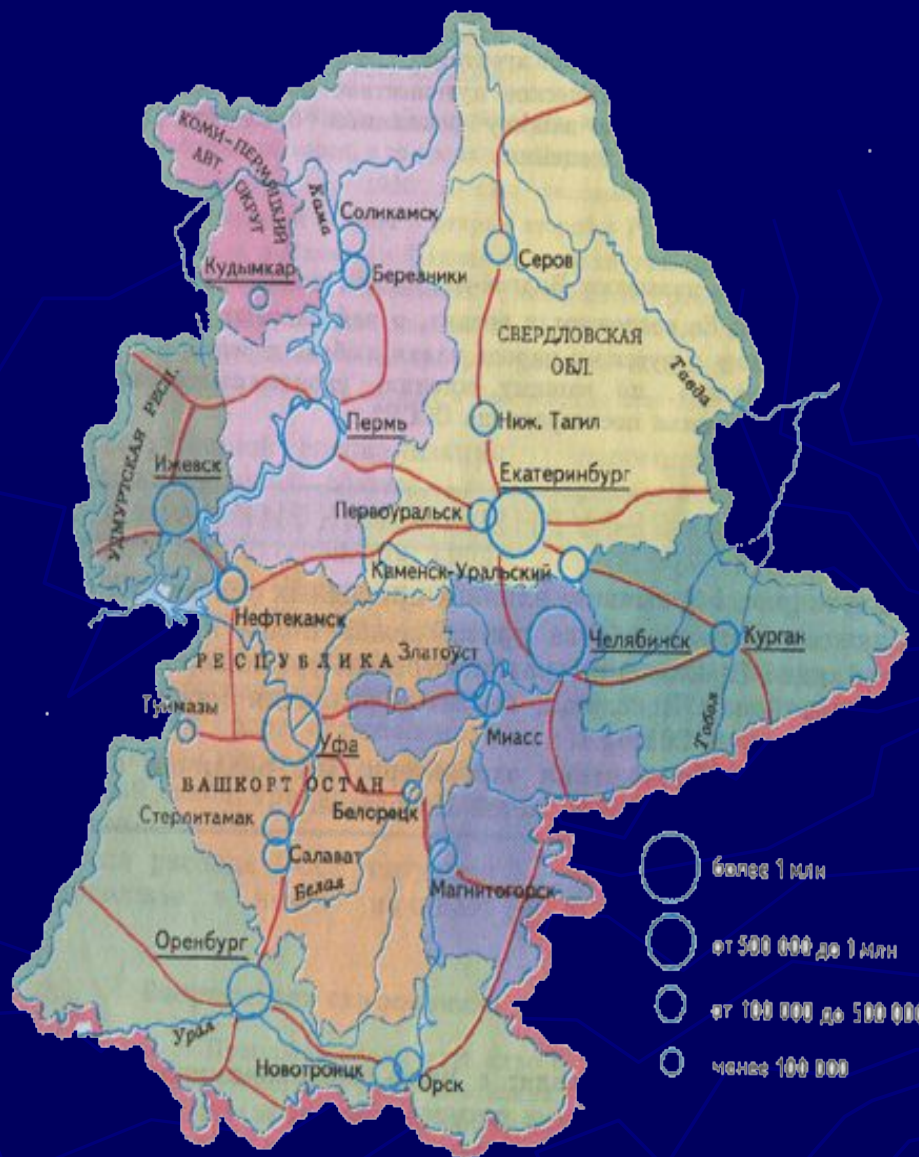 КОМИ-ПЕРМЯЦКИЙ
АВТ.
ОКРУГ
Кама
Соликамск
Кудымкар
Березники
Серов
СВЕРДЛОВСКАЯ
ОБЛ.
Тавда
УДМУРТСКАЯ РЕСП.
Пермь
Ниж. Тагил
Ижевск
Екатеринбург
Первоуральск
Каменск-Уральский
Нефтекамск
Челябинск
Курган
РЕСПУБЛИКА
Златоуст
Туймазы
Тобол
Миасс
Уфа
БАШКОРТОСТАН
Белорецк
Стерлитамак
Салават
Белая
Магнитогорск
Оренбург
Урал
Новотроицк
Орск
более 1 млн
от 500 000 до 1 млн
от 100 000 до 500 000
менее 100 000